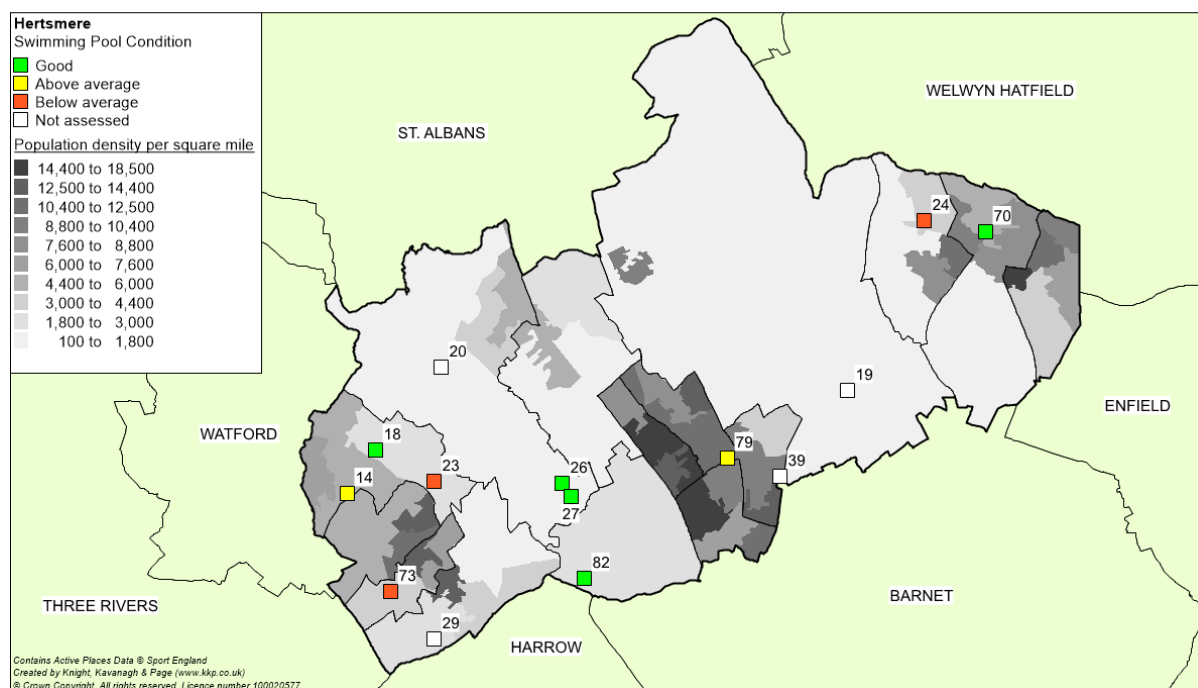 Hertsmere
Swimming Pool Condition
Good
Above average
Below average
Not assessed
Population density per square mile
14,400 to 18,500
12,500 to 14,400
10,400 to 12,500
8,800 to 10,400
7,600 to 8,800
6,000 to 7,600
4,400 to 6,000
3,000 to 4,400
1,800 to 3,000
100 to 1,800
WELWYN HATFIELD
ST. ALBANS
24
70
20
19
ENFIELD
WATFORD
18
79
23
39
26
14
27
82
73
BARNET
THREE RIVERS
29
HARROW
Contains Active Places Data © Sport England
Created by Knight, Kavanagh & Page (www.kkp.co.uk)
© Crown Copyright. All rights reserved. Licence number 100020577